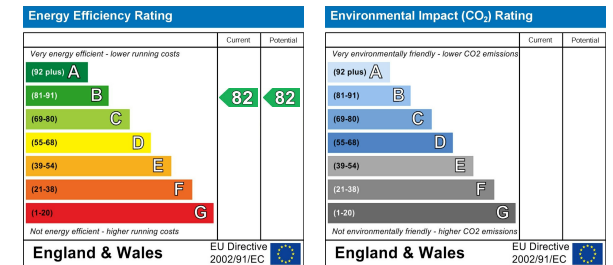 Energy Efficiency Rating
Current Potential
Very energy efficient - lower running costs
(92 plus) A
(81-91) B 82 82
(69-80) C
(55-68) D
(39-54) E
(21-38) F
(1-20) G
Not energy efficient - higher running costs
England & Wales
EU Directive
2002/91/EC
Environmental Impact (CO2) Rating
Current Potential
Very environmentally friendly - lower CO2 emissions
(92 plus) A
(81-91) B
(69-80) C
(55-68) D
(39-54) E
(21-38) F
(1-20) G
Not environmentally friendly - higher CO2 emissions
England & Wales
EU Directive
2002/91/EC